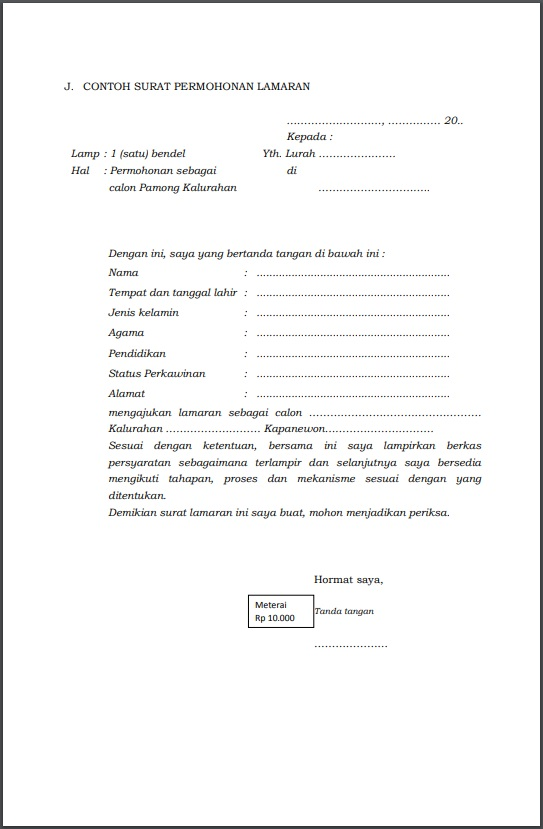 J. CONTOH SURAT PERMOHONAN LAMARAN
..........................., ............... 20..
Kepada :
Lamp : 1 (satu) bendel Yth. Lurah ......................
Hal : Permohonan sebagai di
calon Pamong Kalurahan ................................
Dengan ini, saya yang bertanda tangan di bawah ini :
Nama : ................................................................
Tempat dan tanggal lahir : ................................................................
Jenis kelamin : ................................................................
Agama : ................................................................
Pendidikan : ................................................................
Status Perkawinan : ................................................................
Alamat : ................................................................
mengajukan lamaran sebagai calon .................................................
Kalurahan ........................... Kapanewon...............................
Sesuai dengan ketentuan, bersama ini saya lampirkan berkas
persyaratan sebagaimana terlampir dan selanjutnya saya bersedia
mengikuti tahapan, proses dan mekanisme sesuai dengan yang
ditentukan.
Demikian surat lamaran ini saya buat, mohon menjadikan periksa.
Hormat saya,
Meterai
Rp 10.000
Tanda tangan
.....................